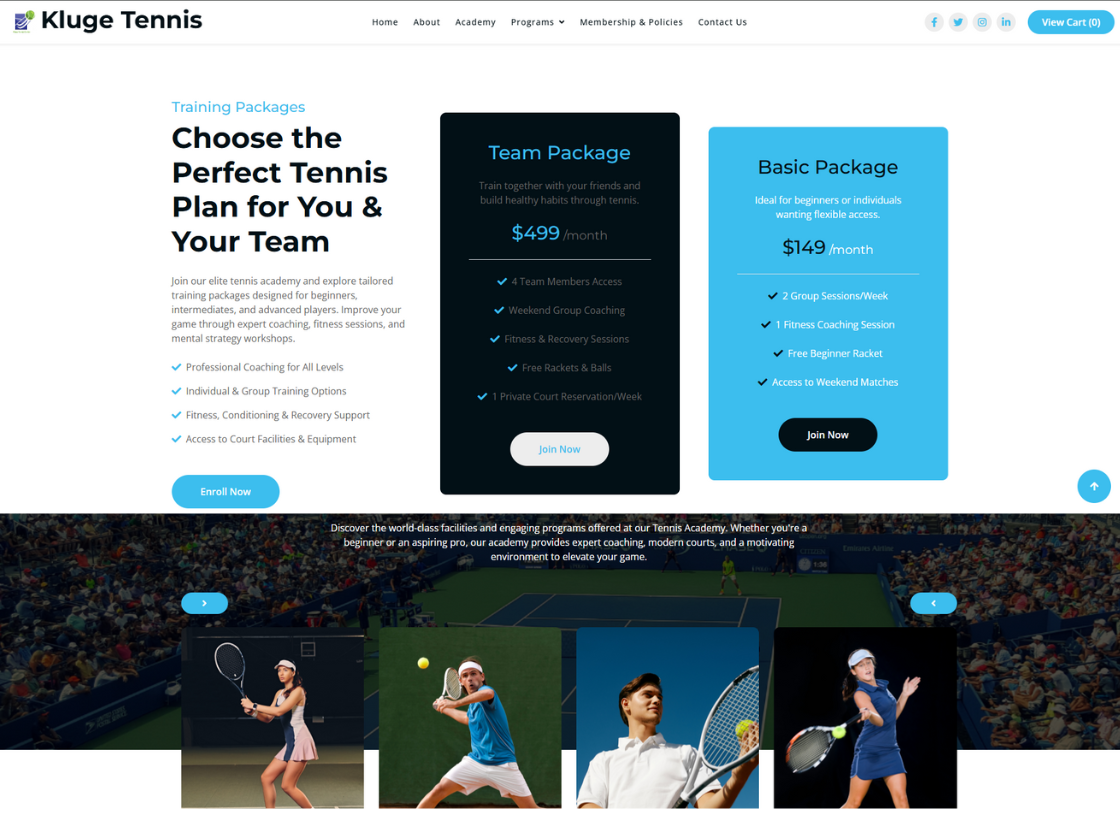 Kluge Tennis
Home About Academy Programs Membership & Policies Contact Us
View Cart (0)
Training Packages
Choose the
Perfect Tennis
Plan for You &
Your Team
Join our elite tennis academy and explore tailored
training packages designed for beginners,
intermediates, and advanced players. Improve your
game through expert coaching, fitness sessions, and
mental strategy workshops.
Professional Coaching for All Levels
Individual & Group Training Options
Fitness, Conditioning & Recovery Support
Access to Court Facilities & Equipment
Enroll Now
Team Package
Train together with your friends and
build healthy habits through tennis.
$499 /month
4 Team Members Access
Weekend Group Coaching
Fitness & Recovery Sessions
Free Rackets & Balls
1 Private Court Reservation/Week
Join Now
Basic Package
Ideal for beginners or individuals
wanting flexible access.
$149 /month
2 Group Sessions/Week
1 Fitness Coaching Session
Free Beginner Racket
Access to Weekend Matches
Join Now
Discover the world-class facilities and engaging programs offered at our Tennis Academy. Whether you're a
beginner or an aspiring pro, our academy provides expert coaching, modern courts, and a motivating
environment to elevate your game.